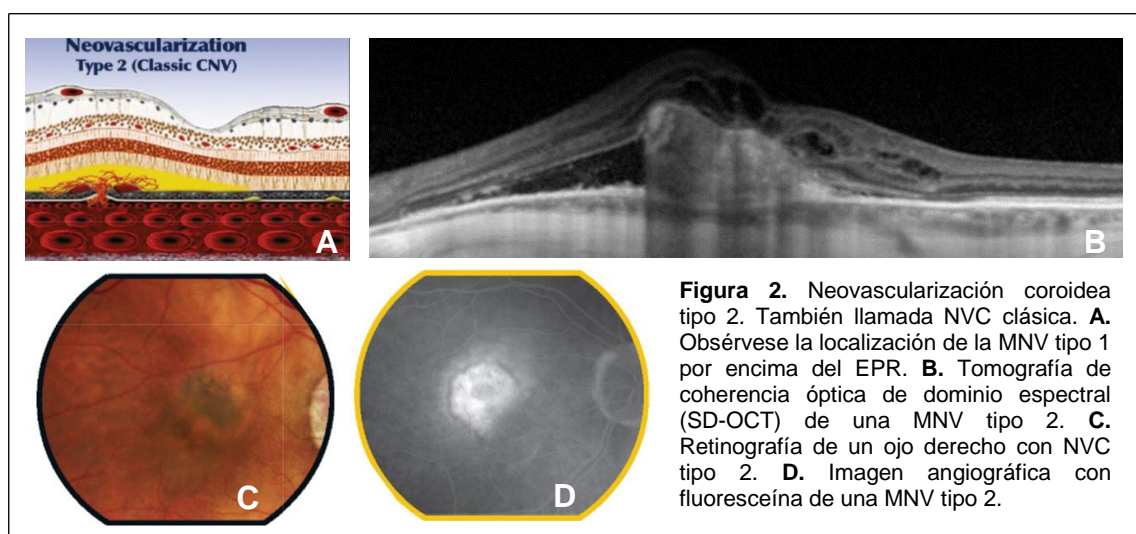 Neovascularization
Type 2 (Classic CNV)
A
B
C
D
Figura 2. Neovascularización coroidea
tipo 2. También llamada NVC clásica. A.
Obsérvese la localización de la MNV tipo 1
por encima del EPR. B. Tomografía de
coherencia óptica de dominio espectral
(SD-OCT) de una MNV tipo 2. C.
Retinografía de un ojo derecho con NVC
tipo 2. D. Imagen angiográfica con
fluoresceína de una MNV tipo 2.